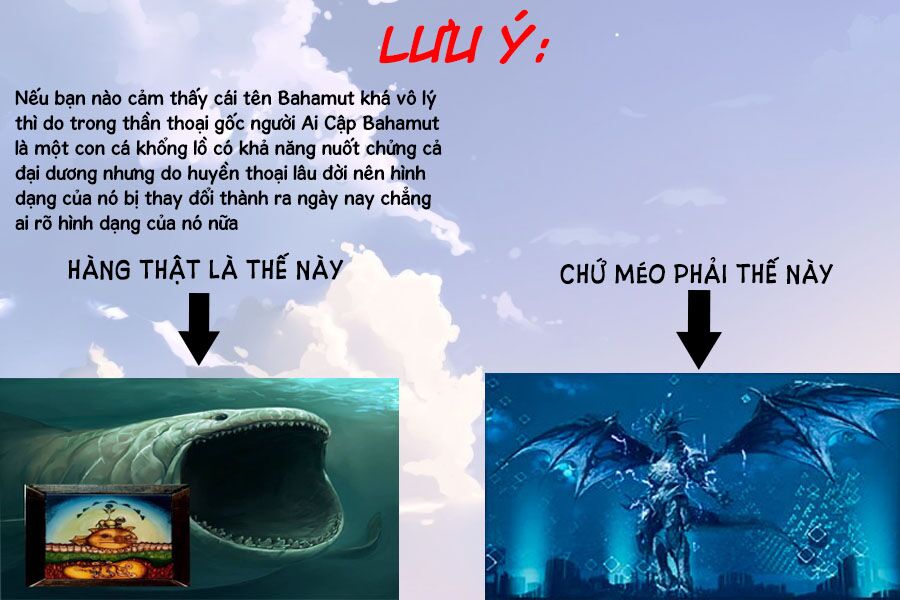 LƯU Ý:
Nếu bạn nào cảm thấy cái tên Bahamut khá vô lý
thì do trong thần thoại gốc người Ai Cập Bahamut
là một con cá khổng lồ có khả năng nuốt chửng cả
đại dương nhưng do huyền thoại lâu đời nên hình
dạng của nó bị thay đổi thành ra ngày nay chẳng
ai rõ hình dạng của nó nữa
HÀNG THẬT LÀ THẾ NÀY
CHỨ MÉO PHẢI THẾ NÀY